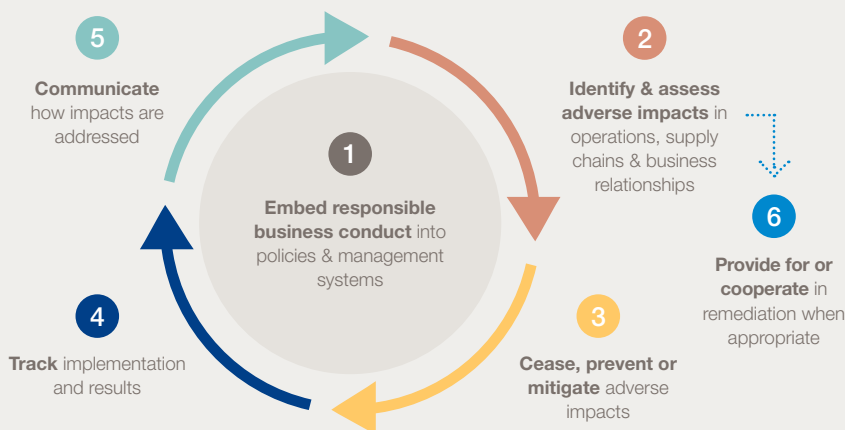 1
Embed responsible
business conduct into
policies & management
systems
2
Identify & assess
adverse impacts in
operations, supply
chains & business
relationships
3
Cease, prevent or
mitigate adverse
impacts
4
Track implementation
and results
5
Communicate
how impacts are
addressed
6
Provide for or
cooperate in
remediation when
appropriate